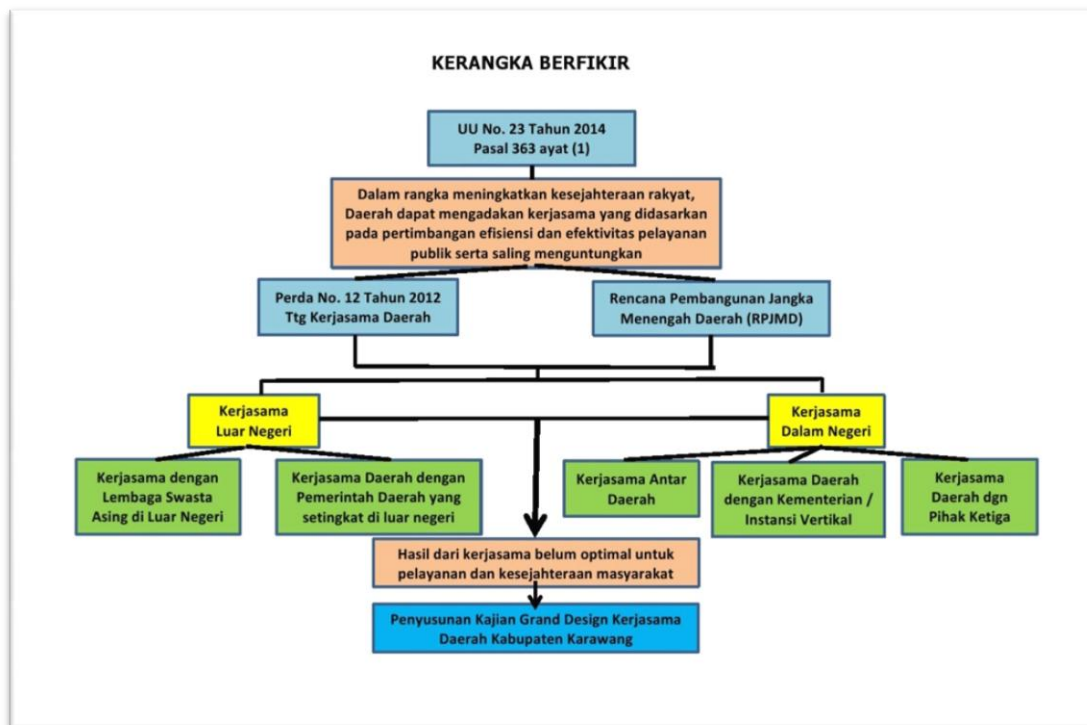 KERANGKA BERFIKIR
UU No. 23 Tahun 2014
Pasal 363 ayat (1)
Dalam rangka meningkatkan kesejahteraan rakyat,
Daerah dapat mengadakan kerjasama yang didasarkan
pada pertimbangan efisiensi dan efektivitas pelayanan
publik serta saling menguntungkan
Perda No. 12 Tahun 2012
Ttg Kerjasama Daerah
Rencana Pembangunan Jangka
Menengah Daerah (RPJMD)
Kerjasama
Luar Negeri
Kerjasama
Dalam Negeri
Kerjasama dengan
Lembaga Swasta
Asing di Luar Negeri
Kerjasama Daerah dengan
Pemerintah Daerah yang
setingkat di luar negeri
Kerjasama Antar
Daerah
Kerjasama Daerah
dengan Kementerian /
Instansi Vertikal
Kerjasama
Daerah dgn
Pihak Ketiga
Hasil dari kerjasama belum optimal untuk
pelayanan dan kesejahteraan masyarakat
Penyusunan Kajian Grand Design Kerjasama
Daerah Kabupaten Karawang